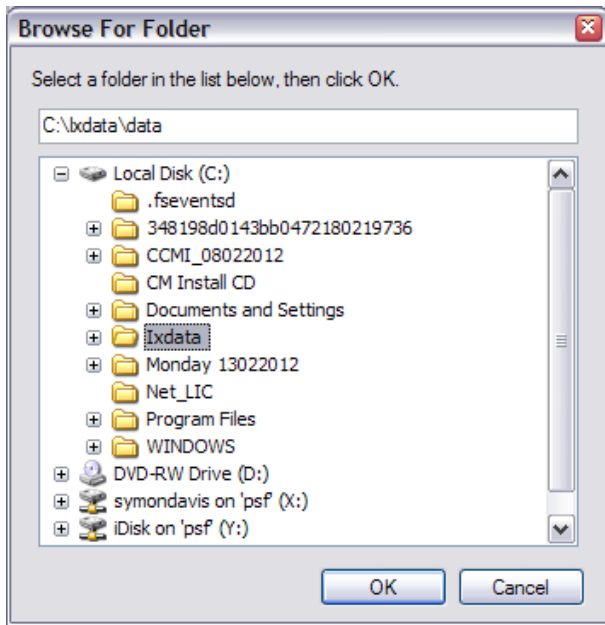 Browse For Folder
Select a folder in the list below, then click OK.
C:\Ixdata\data
Local Disk (C:)
.fseventsd
348198d0143bb0472180219736
CCMI_08022012
CM Install CD
Documents and Settings
Ixdata
Monday 13022012
Net_LIC
Program Files
WINDOWS
DVD-RW Drive (D:)
symondavis on 'psf' (X:)
iDisk on 'psf' (Y:)
OK Cancel